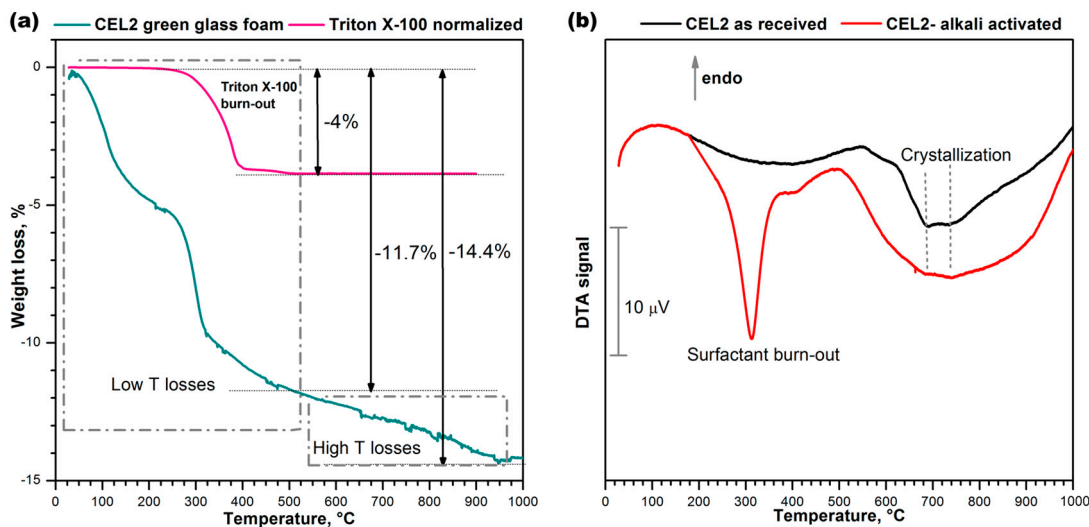 (a)
CEL2 green glass foam
Triton X-100 normalized
0
-5
-10
-15
Weight loss, %
Triton X-100
burn-out
-4%
-11.7%
-14.4%
Low T losses
High T losses
0 100 200 300 400 500 600 700 800 900 1000
Temperature, °C
(b)
CEL2 as received
CEL2- alkali activated
endo
Crystallization
10 µV
DTA signal
Surfactant burn-out
0 100 200 300 400 500 600 700 800 900 1000
Temperature, °C